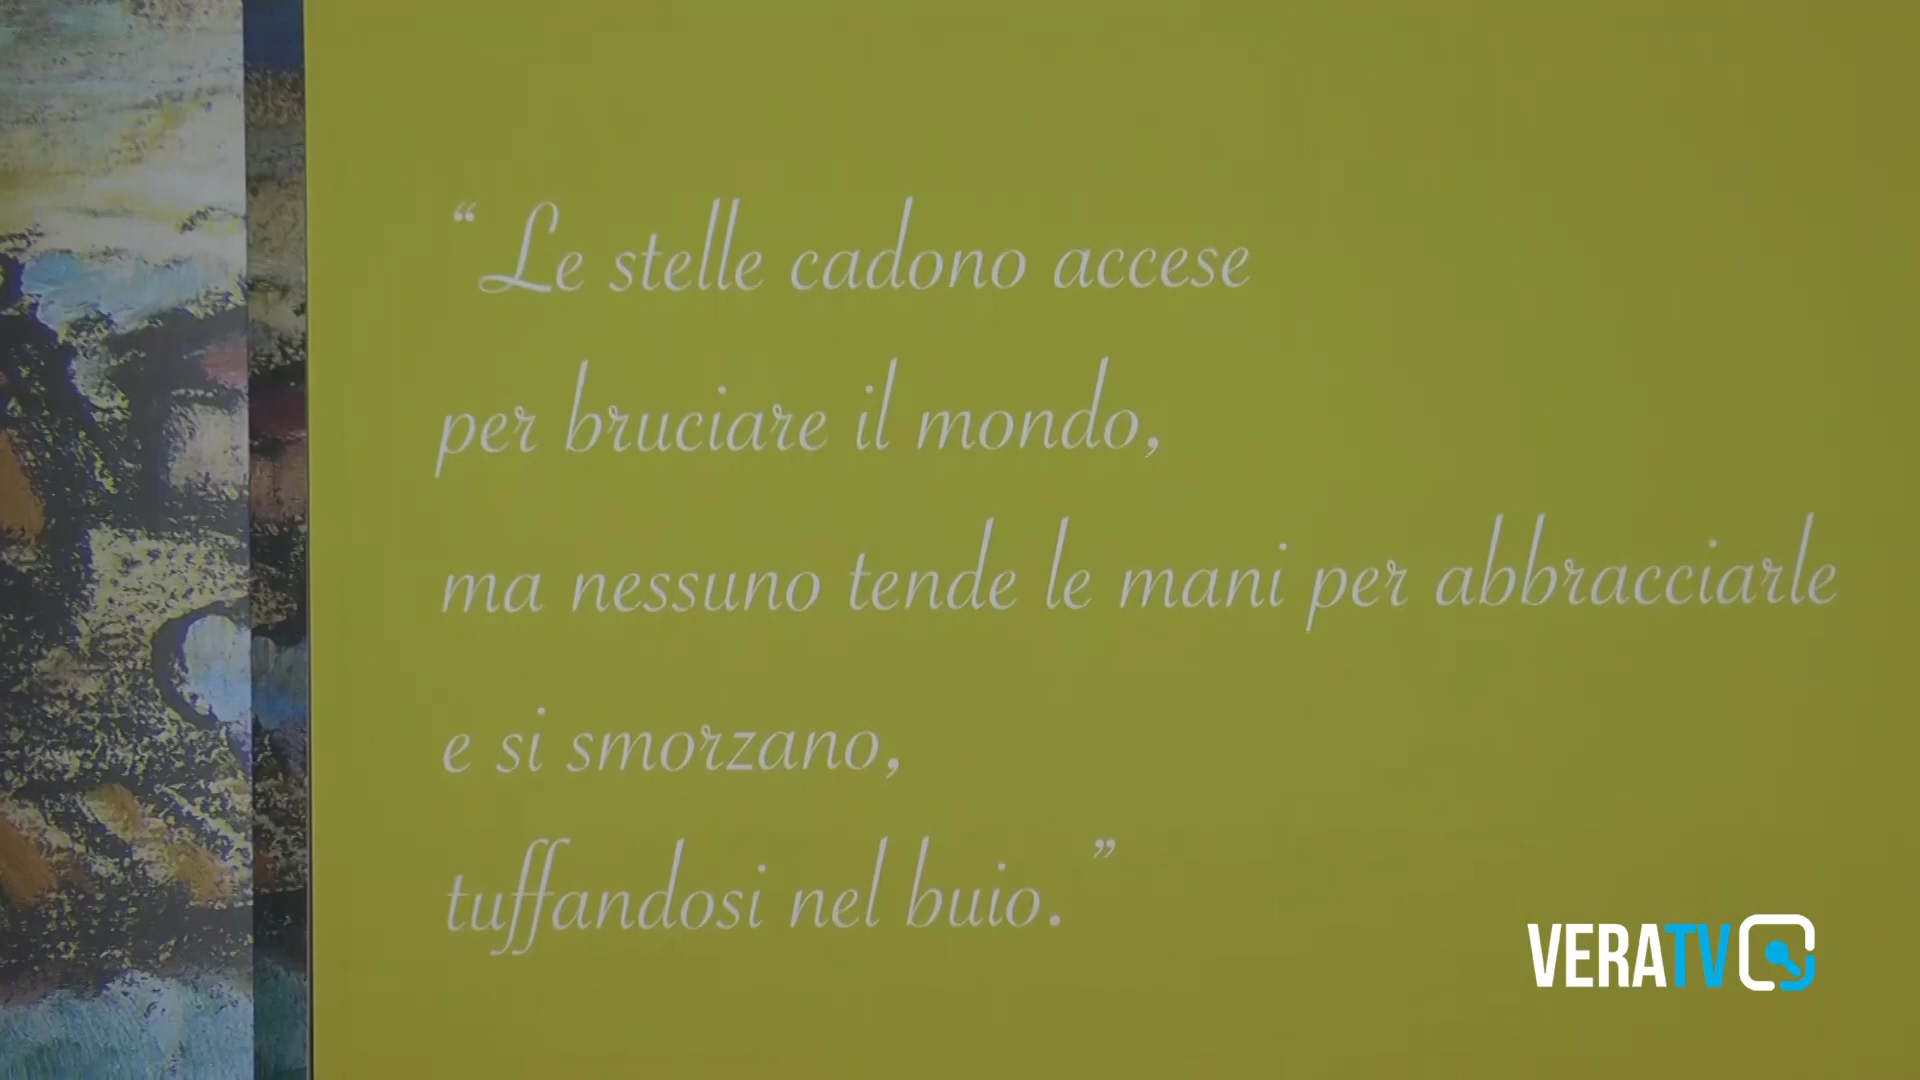 “Le stelle cadono accese
per bruciare il mondo,
ma nessuno tende le mani per abbracciarle
e si smorzano,
tuffandosi nel buio.”
VERATV